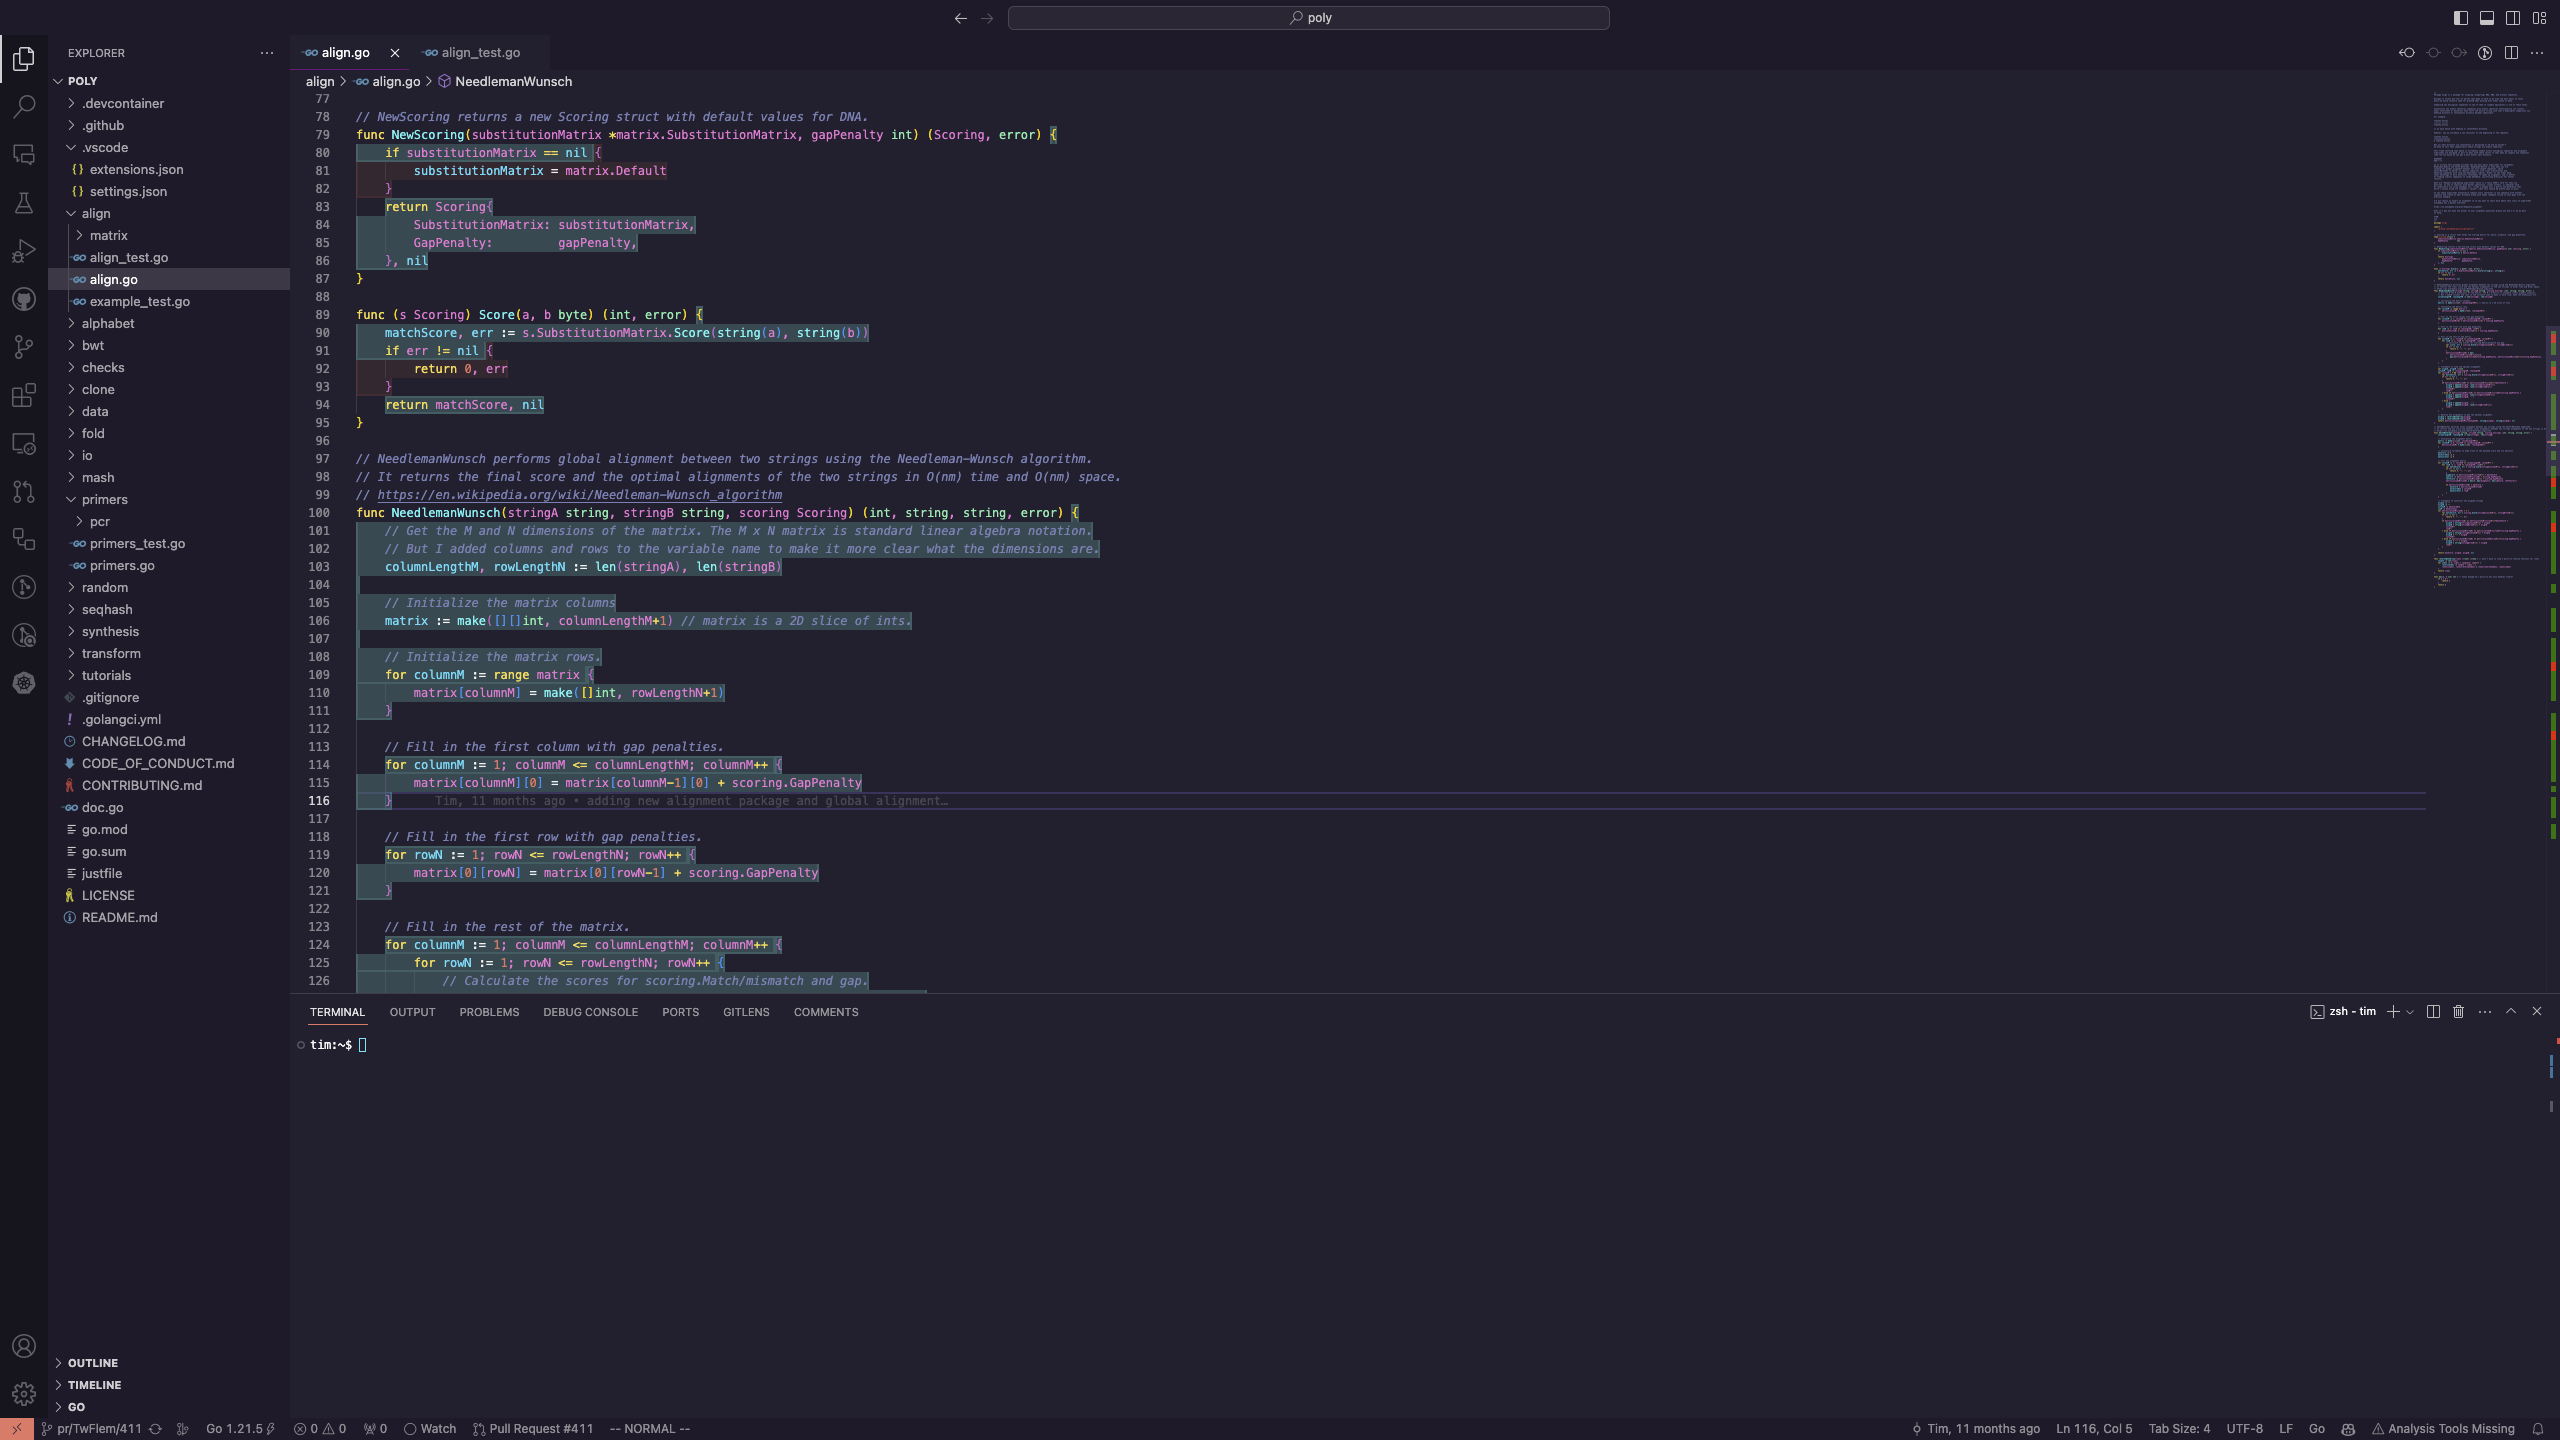 poly
EXPLORER
POLY
.devcontainer
.github
.vscode
{} extensions.json
{} settings.json
align
matrix
GO align_test.go
GO align.go
GO example_test.go
alphabet
bwt
checks
clone
data
fold
io
mash
primers
pcr
GO primers_test.go
GO primers.go
random
seqhash
synthesis
transform
tutorials
.gitignore
! .golangci.yml
CHANGELOG.md
CODE_OF_CONDUCT.md
CONTRIBUTING.md
GO doc.go
go.mod
go.sum
justfile
LICENSE
README.md
OUTLINE
TIMELINE
GO
GO align.go
GO align_test.go
align > GO align.go > NeedlemanWunsch
77
78 // NewScoring returns a new Scoring struct with default values for DNA.
79 func NewScoring(substitutionMatrix *matrix.SubstitutionMatrix, gapPenalty int) (Scoring, error) {
80 if substitutionMatrix == nil {
81 substitutionMatrix = matrix.Default
82 }
83 return Scoring{
84 SubstitutionMatrix: substitutionMatrix,
85 GapPenalty: gapPenalty,
86 }, nil
87 }
88
89 func (s Scoring) Score(a, b byte) (int, error) {
90 matchScore, err := s.SubstitutionMatrix.Score(string(a), string(b))
91 if err != nil {
92 return 0, err
93 }
94 return matchScore, nil
95 }
96
97 // NeedlemanWunsch performs global alignment between two strings using the Needleman-Wunsch algorithm.
98 // It returns the final score and the optimal alignments of the two strings in O(nm) time and O(nm) space.
99 // https://en.wikipedia.org/wiki/Needleman-Wunsch_algorithm
100 func NeedlemanWunsch(stringA string, stringB string, scoring Scoring) (int, string, string, error) {
101 // Get the M and N dimensions of the matrix. The M x N matrix is standard linear algebra notation.
102 // But I added columns and rows to the variable name to make it more clear what the dimensions are.
103 columnLengthM, rowLengthN := len(stringA), len(stringB)
104
105 // Initialize the matrix columns
106 matrix := make([][]int, columnLengthM+1) // matrix is a 2D slice of ints.
107
108 // Initialize the matrix rows.
109 for columnM := range matrix {
110 matrix[columnM] = make([]int, rowLengthN+1)
111 }
112
113 // Fill in the first column with gap penalties.
114 for columnM := 1; columnM <= columnLengthM; columnM++ {
115 matrix[columnM][0] = matrix[columnM-1][0] + scoring.GapPenalty
116 } Tim, 11 months ago • adding new alignment package and global alignment…
117
118 // Fill in the first row with gap penalties.
119 for rowN := 1; rowN <= rowLengthN; rowN++ {
120 matrix[0][rowN] = matrix[0][rowN-1] + scoring.GapPenalty
121 }
122
123 // Fill in the rest of the matrix.
124 for columnM := 1; columnM <= columnLengthM; columnM++ {
125 for rowN := 1; rowN <= rowLengthN; rowN++ {
126 // Calculate the scores for scoring.Match/mismatch and gap.
TERMINAL OUTPUT PROBLEMS DEBUG CONSOLE PORTS GITLENS COMMENTS
zsh - tim
tim:~$
pr/TwFlem/411 Go 1.21.5 0 0 0 Watch Pull Request #411 -- NORMAL --
Tim, 11 months ago Ln 116, Col 5 Tab Size: 4 UTF-8 LF Go Analysis Tools Missing